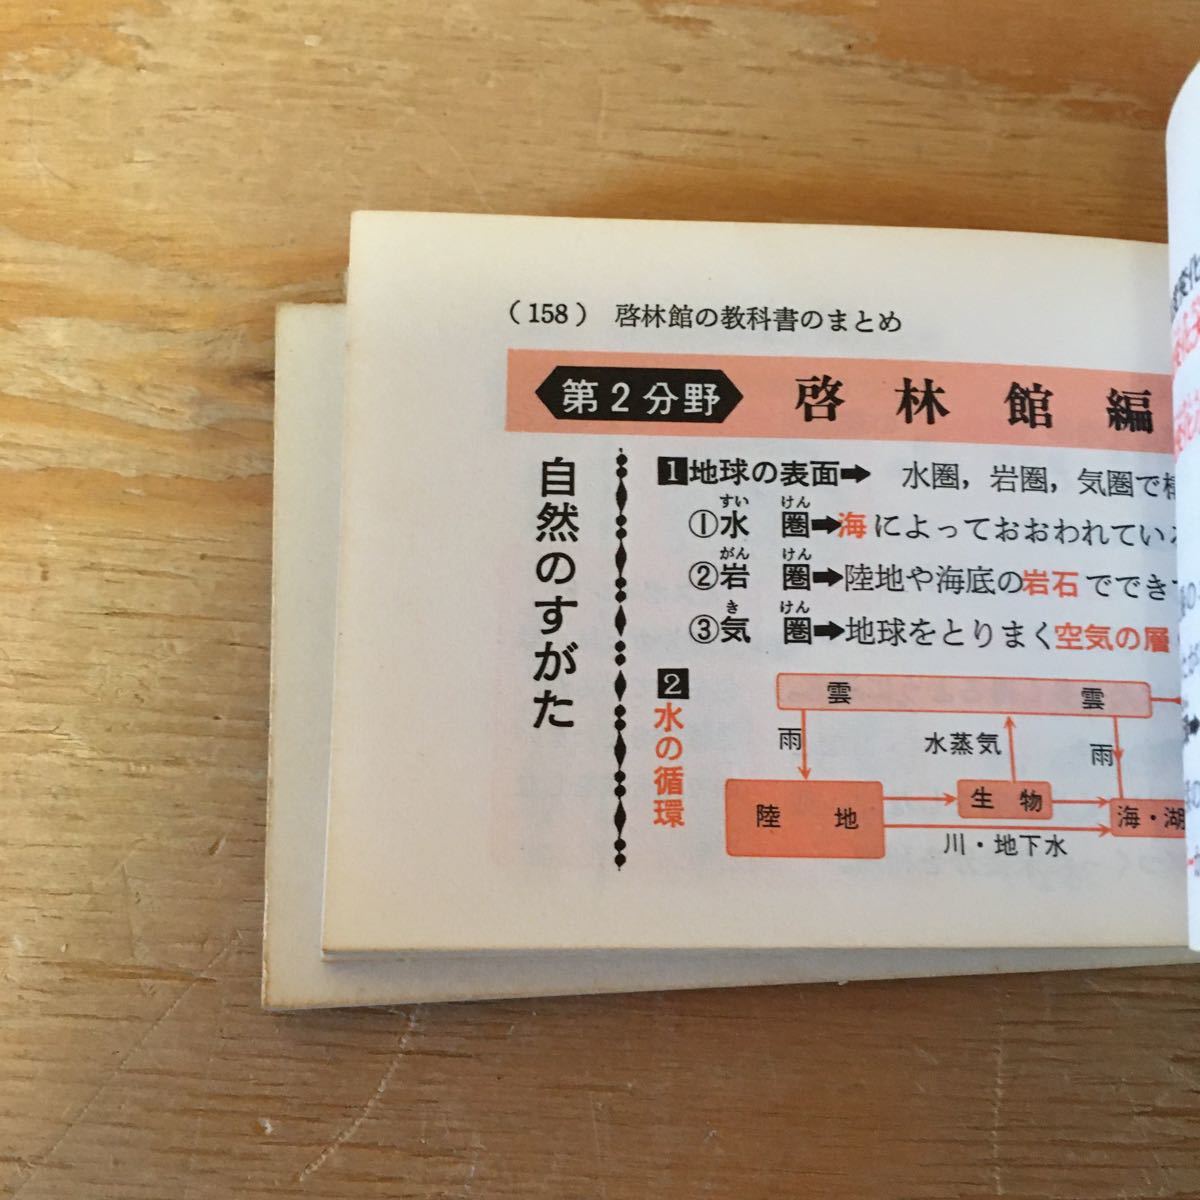 (158) 啓林館の教科書のまとめ
第2分野 啓林館編
自然のすがた
1地球の表面➡ 水圏，岩圏，気圏で
すい けん
①水 圏➡海によっておおわれてい
がん けん
②岩 圏➡陸地や海底の岩石でできて
き けん
③気 圏➡地球をとりまく空気の層
2
水の循環
雲 雲
雨 水蒸気 雨
陸 地 生 物 海・湖
川・地下水